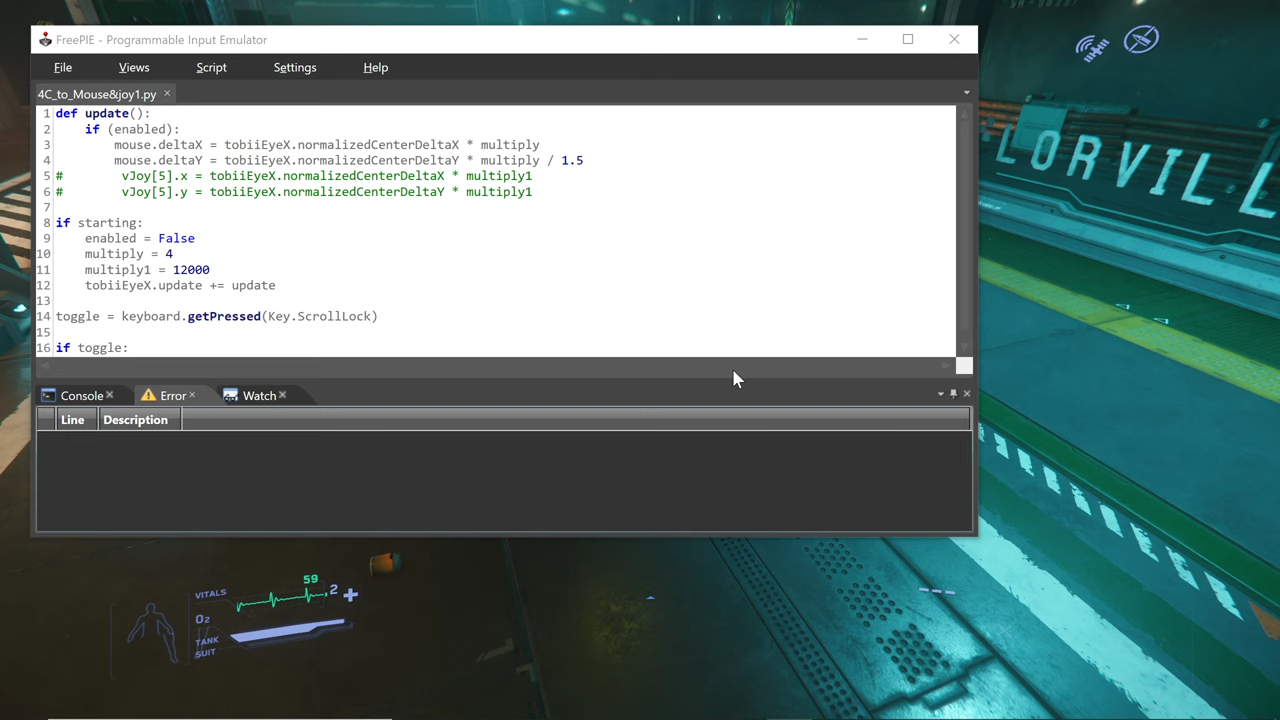 FreePIE - Programmable Input Emulator
File Views Script Settings Help
4C_to_Mouse&joy1.py
1 def update():
2     if (enabled):
3         mouse.deltaX = tobiiEyeX.normalizedCenterDeltaX * multiply
4         mouse.deltaY = tobiiEyeX.normalizedCenterDeltaY * multiply / 1.5
5 #        vJoy[5].x = tobiiEyeX.normalizedCenterDeltaX * multiply1
6 #        vJoy[5].y = tobiiEyeX.normalizedCenterDeltaY * multiply1
7
8 if starting:
9     enabled = False
10     multiply = 4
11     multiply1 = 12000
12     tobiiEyeX.update += update
13
14 toggle = keyboard.getPressed(Key.ScrollLock)
15
16 if toggle:
Console Error Watch
Line Description
LORVILL
59
VITALS 2
O2
TANK
SUIT